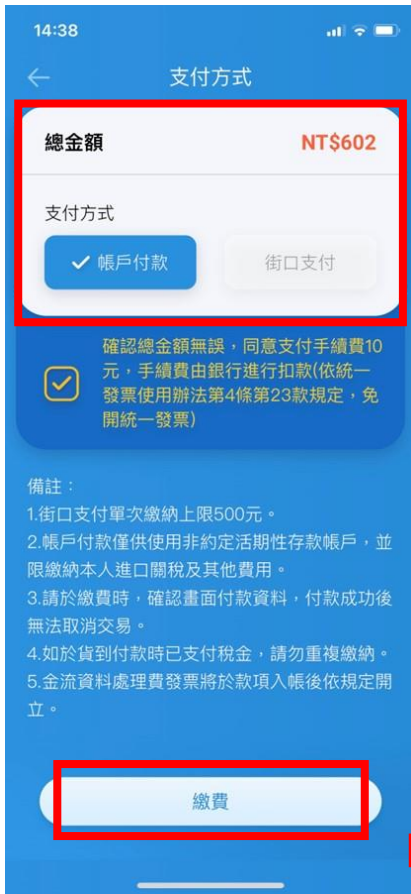 14:38
支付方式
總金額 NT$602
支付方式
帳戶付款 街口支付
確認總金額無誤，同意支付手續費10
元，手續費由銀行進行扣款(依統一
發票使用辦法第4條第23款規定，免
開統一發票)
備註：
1.街口支付單次繳納上限500元。
2.帳戶付款僅供使用非約定活期性存款帳戶，並
限繳納本人進口關稅及其他費用。
3.請於繳費時，確認畫面付款資料，付款成功後
無法取消交易。
4.如於貨到付款時已支付稅金，請勿重複繳納。
5.金流資料處理費發票將於款項入帳後依規定開
立。
繳費